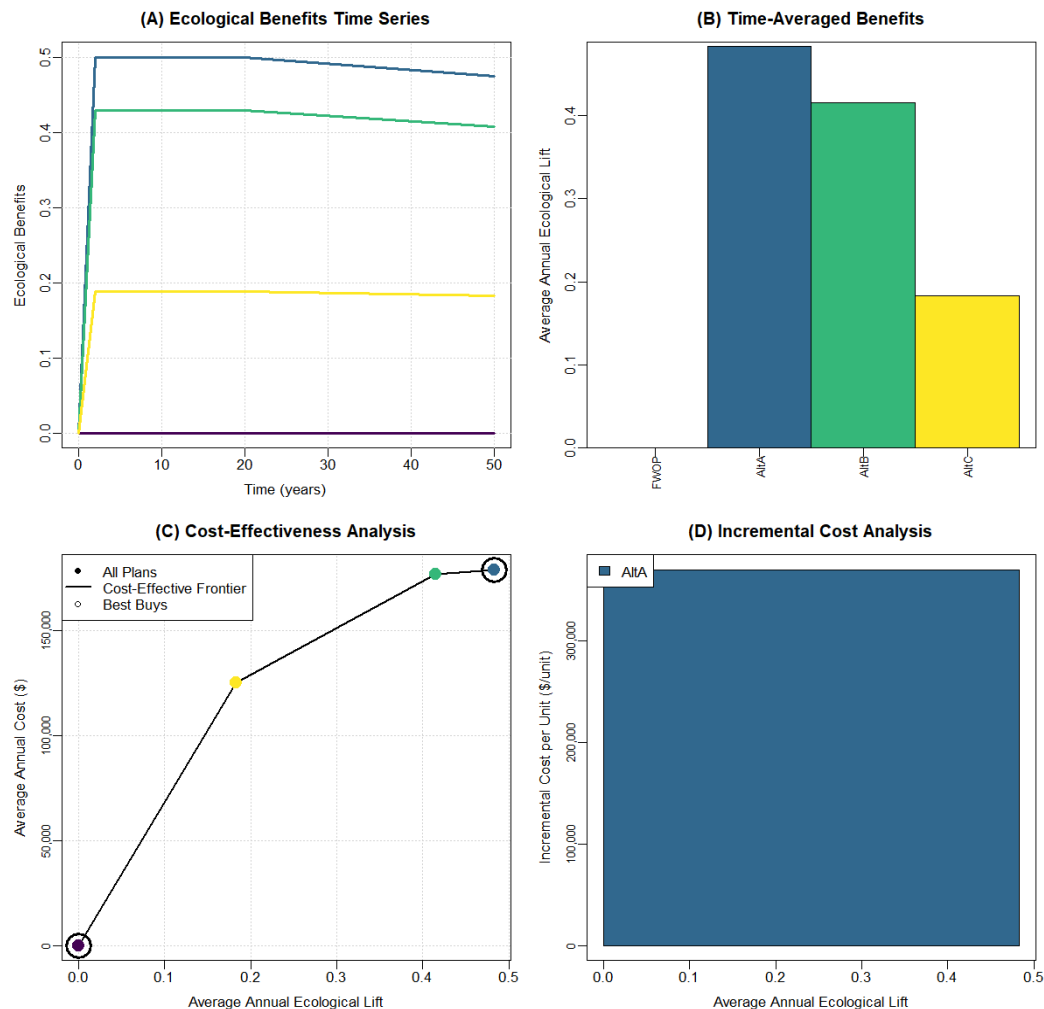 (A) Ecological Benefits Time Series
Ecological Benefits
0.0
0.1
0.2
0.3
0.4
0.5
0
10
20
30
40
50
Time (years)
(B) Time-Averaged Benefits
Average Annual Ecological Lift
0.0
0.1
0.2
0.3
0.4
FWOP
AltA
AltB
AltC
(C) Cost-Effectiveness Analysis
All Plans
Cost-Effective Frontier
Best Buys
Average Annual Cost ($)
0
50,000
100,000
150,000
0.0
0.1
0.2
0.3
0.4
0.5
Average Annual Ecological Lift
(D) Incremental Cost Analysis
AltA
Incremental Cost per Unit ($/unit)
0
100,000
200,000
300,000
0.0
0.1
0.2
0.3
0.4
0.5
Average Annual Ecological Lift